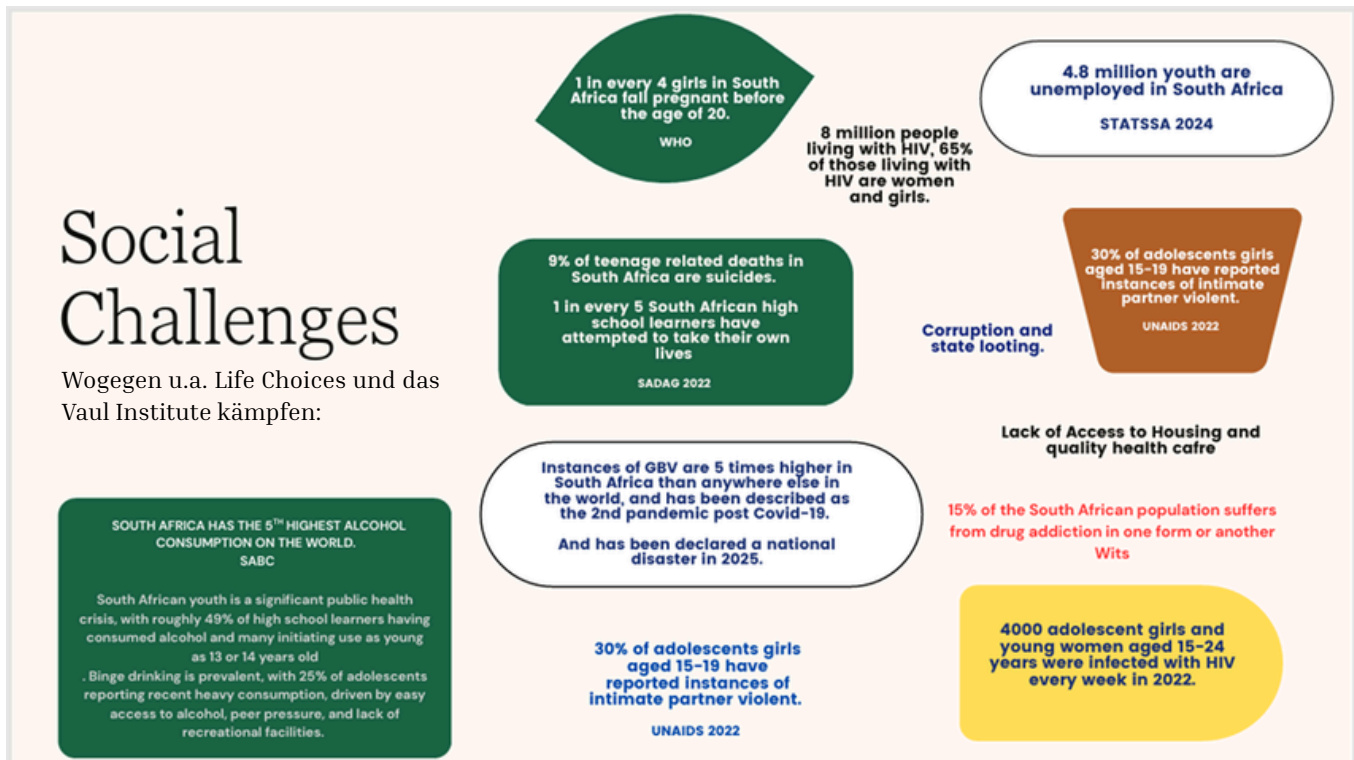 Social
Challenges
Wogegen u.a. Life Choices und das
Vaul Institute kämpfen:
SOUTH AFRICA HAS THE 5TH HIGHEST ALCOHOL
CONSUMPTION ON THE WORLD.
SABC
South African youth is a significant public health
crisis, with roughly 49% of high school learners having
consumed alcohol and many initiating use as young
as 13 or 14 years old
. Binge drinking is prevalent, with 25% of adolescents
reporting recent heavy consumption, driven by easy
access to alcohol, peer pressure, and lack of
recreational facilities.
1 in every 4 girls in South
Africa fall pregnant before
the age of 20.
WHO
8 million people
living with HIV, 65%
of those living with
HIV are women
and girls.
4.8 million youth are
unemployed in South Africa
STATSSA 2024
9% of teenage related deaths in
South Africa are suicides.
1 in every 5 South African high
school learners have
attempted to take their own
lives
SADAG 2022
Corruption and
state looting.
30% of adolescents girls
aged 15-19 have reported
instances of intimate
partner violent.
UNAIDS 2022
Lack of Access to Housing and
quality health cafre
Instances of GBV are 5 times higher in
South Africa than anywhere else in
the world, and has been described as
the 2nd pandemic post Covid-19.
And has been declared a national
disaster in 2025.
15% of the South African population suffers
from drug addiction in one form or another
Wits
30% of adolescents girls
aged 15-19 have
reported instances of
intimate partner violent.
UNAIDS 2022
4000 adolescent girls and
young women aged 15-24
years were infected with HIV
every week in 2022.